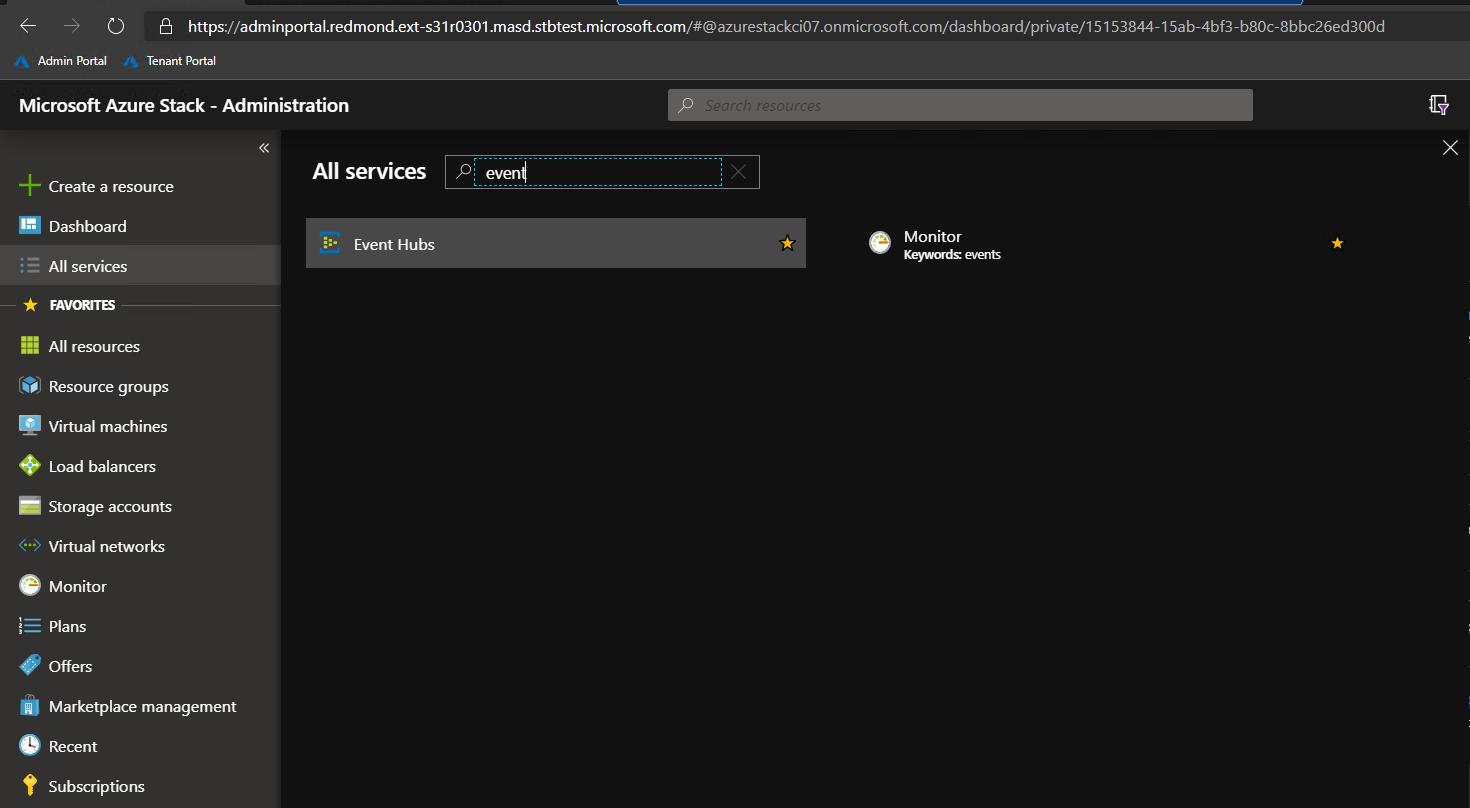 https://adminportal.redmond.ext-s31r0301.masd.stbtest.microsoft.com/#@azurestackci07.onmicrosoft.com/dashboard/private/15153844-15ab-4bf3-b80c-8bbc26ed300d
Admin Portal
Tenant Portal
Microsoft Azure Stack - Administration
Search resources
All services
event
Create a resource
Dashboard
All services
FAVORITES
All resources
Resource groups
Virtual machines
Load balancers
Storage accounts
Virtual networks
Monitor
Plans
Offers
Marketplace management
Recent
Subscriptions
Event Hubs
Monitor
Keywords: events